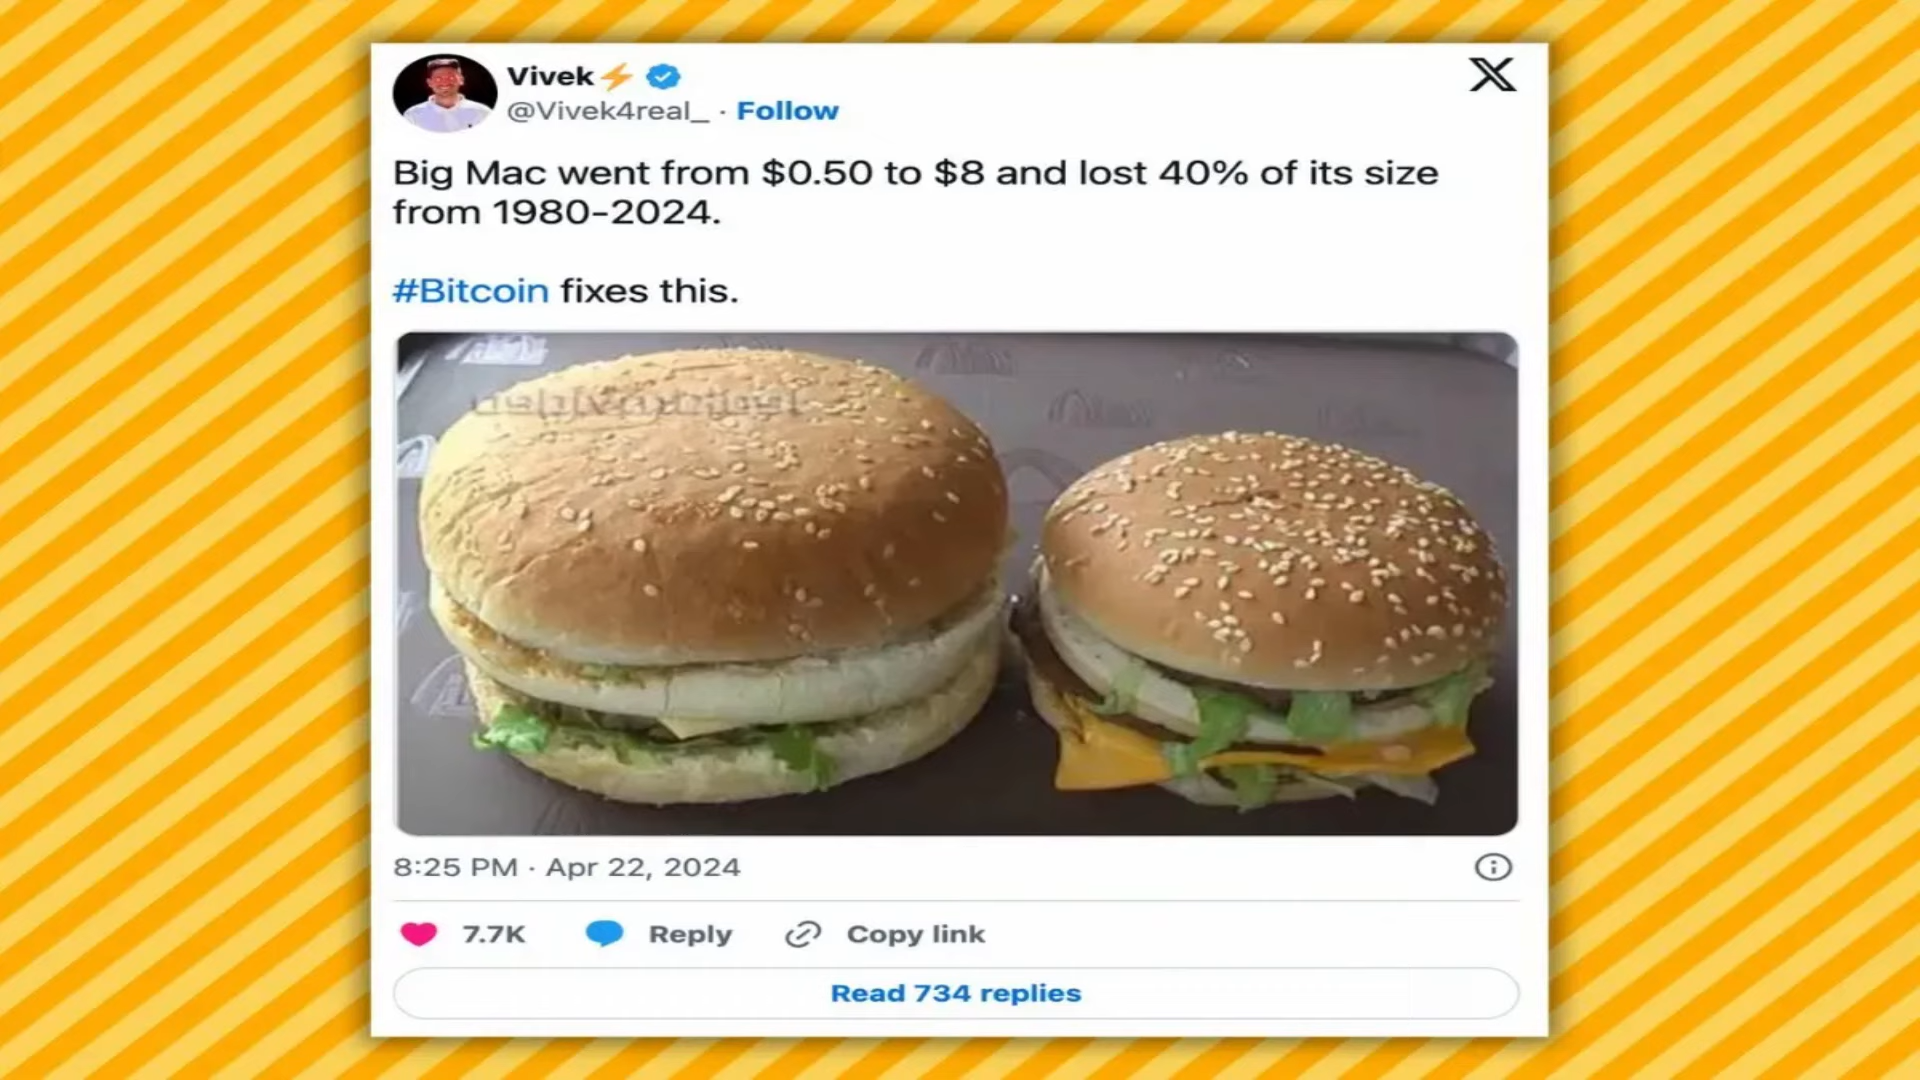 Vivek⚡
@Vivek4real_ · Follow
Big Mac went from $0.50 to $8 and lost 40% of its size
from 1980-2024.
#Bitcoin fixes this.
8:25 PM · Apr 22, 2024
7.7K Reply Copy link
Read 734 replies